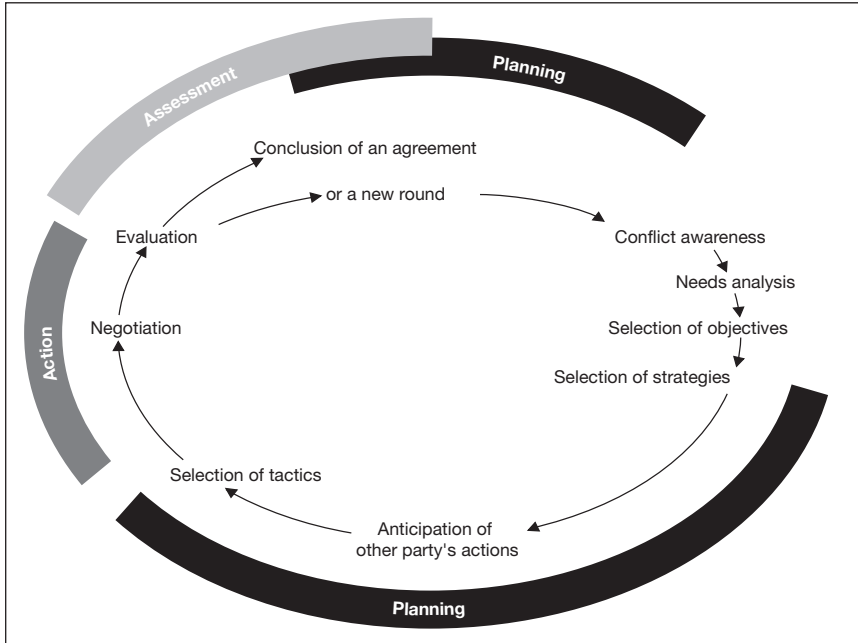 Assessment
Planning
Conclusion of an agreement
or a new round
Evaluation
Conflict awareness
Needs analysis
Negotiation
Selection of objectives
Action
Selection of strategies
Selection of tactics
Anticipation of
other party's actions
Planning